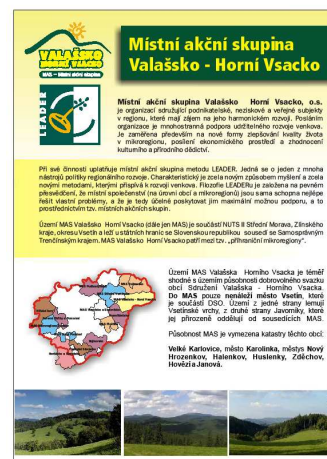 VALAŠSKO
HORNÍ VSACKO
MAS – Místní akční skupina
LEADER
Místní akční skupina
Valašsko - Horní Vsacko
Místní akční skupina Valašsko Horní Vsacko, o.s.
je organizací sdružující podnikatelské, neziskové a veřejné subjekty
v regionu, které mají zájem na jeho harmonickém rozvoji. Posláním
organizace je mnohostranná podpora udržitelného rozvoje venkova.
Je zaměřena především na nové formy zlepšování kvality života
v mikroregionu, posílení ekonomického prostředí a zhodnocení
kulturního a přírodního dědictví.
Při své činnosti uplatňuje místní akční skupina metodu LEADER. Jedná se o jeden z mnoha
nástrojů politiky regionálního rozvoje. Charakteristický je zcela novým způsobem myšlení a zcela
novými metodami, kterými přispívá k rozvoji venkova. Filozofie LEADERu je založena na pevném
přesvědčení, že místní společenství (na úrovni obcí a mikroregionů) jsou sama schopna nejlépe
řešit vlastní problémy, a že je tedy účelné poskytovat jim maximální možnou podporu, a to
prostřednictvím tzv. místních akčních skupin.
Území MAS Valašsko Horní Vsacko (dále jen MAS) je součástí NUTS II Střední Morava, Zlínského
kraje, okresu Vsetín a leží u státních hranic se Slovenskou republikou sousedě se Samosprávným
Trenčínským krajem. MAS Valašsko Horní Vsacko patří mezi tzv. „příhraniční mikroregiony“.
Území MAS Valašska Horního Vsacka je téměř
shodné s územím působnosti dobrovolného svazku
obcí Sdružení Valašsko - Horního Vsacka.
Do MAS pouze nenáleží město Vsetín, které
je součástí DSO. Území z jedné strany lemují
Vsetínské vrchy, z druhé strany Javorníky, které
jej přirozeně oddělují od sousedících MAS.
Působnost MAS je vymezena katastry těchto obcí:
Velké Karlovice, město Karolinka, městys Nový
Hrozenkov, Halenkov, Huslenky, Zděchov,
Hovězí a Janová.